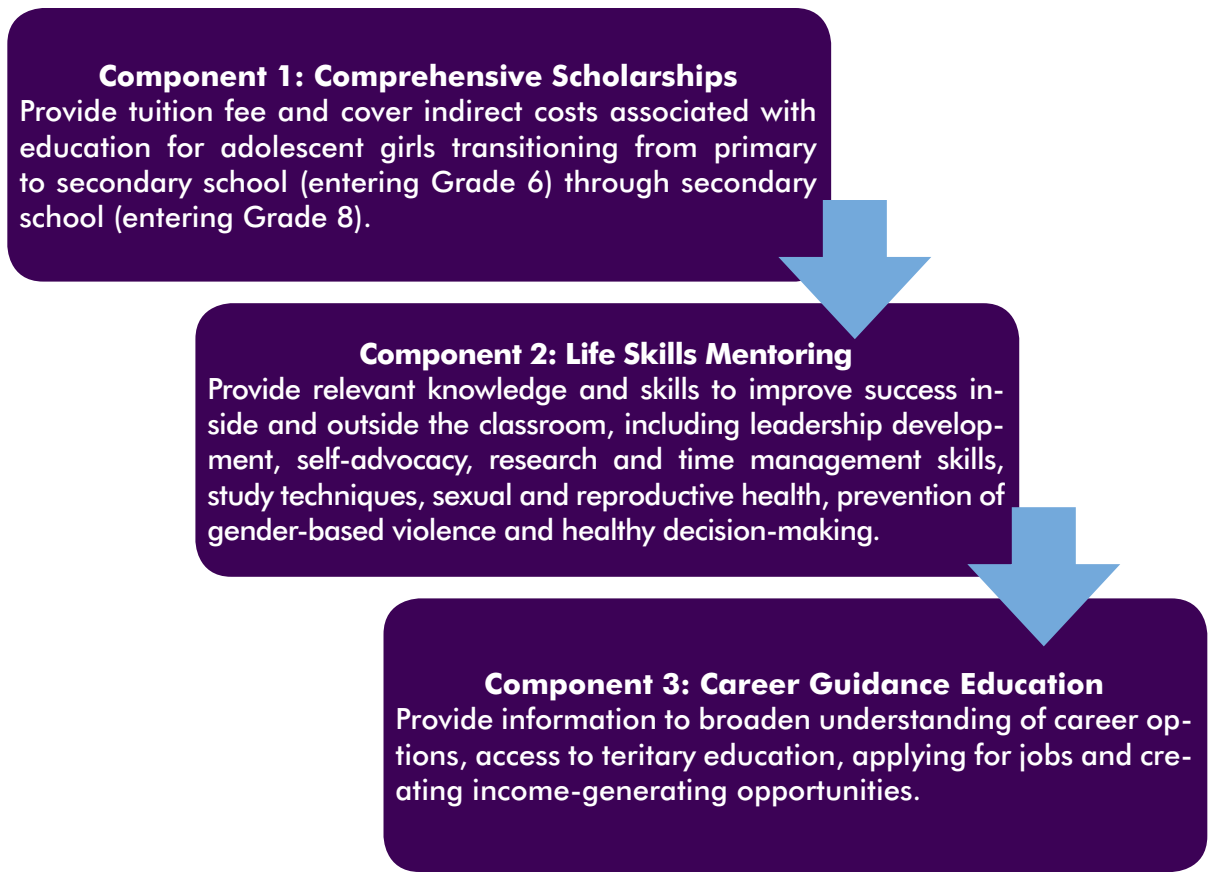 Component 1: Comprehensive Scholarships
Provide tuition fee and cover indirect costs associated with
education for adolescent girls transitioning from primary
to secondary school (entering Grade 6) through secondary
school (entering Grade 8).
Component 2: Life Skills Mentoring
Provide relevant knowledge and skills to improve success in-
side and outside the classroom, including leadership develop-
ment, self-advocacy, research and time management skills,
study techniques, sexual and reproductive health, prevention of
gender-based violence and healthy decision-making.
Component 3: Career Guidance Education
Provide information to broaden understanding of career op-
tions, access to teritary education, applying for jobs and cre-
ating income-generating opportunities.